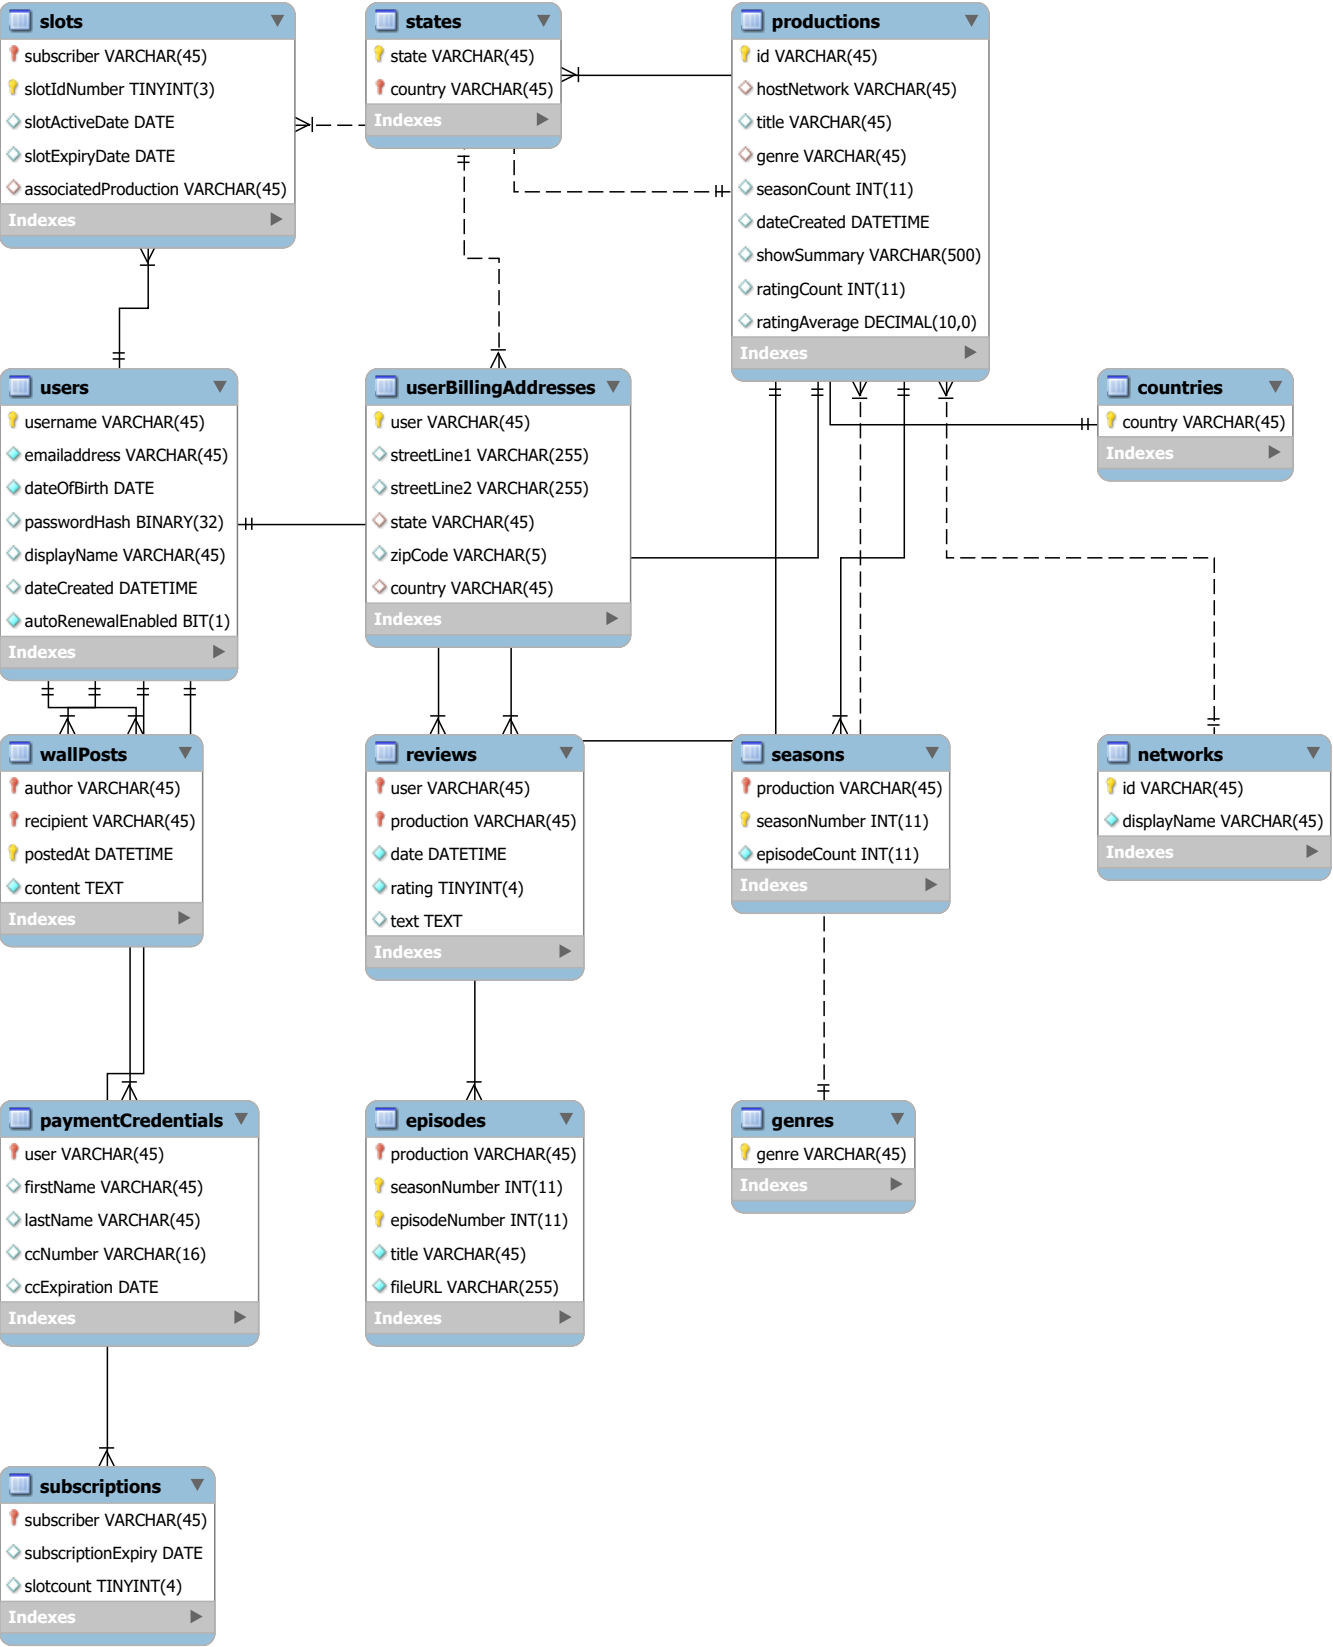 slots
subscriber VARCHAR(45)
slotIdNumber TINYINT(3)
slotActiveDate DATE
slotExpiryDate DATE
associatedProduction VARCHAR(45)
Indexes
states
state VARCHAR(45)
country VARCHAR(45)
Indexes
productions
id VARCHAR(45)
hostNetwork VARCHAR(45)
title VARCHAR(45)
genre VARCHAR(45)
seasonCount INT(11)
dateCreated DATETIME
showSummary VARCHAR(500)
ratingCount INT(11)
ratingAverage DECIMAL(10,0)
Indexes
users
username VARCHAR(45)
emailaddress VARCHAR(45)
dateOfBirth DATE
passwordHash BINARY(32)
displayName VARCHAR(45)
dateCreated DATETIME
autoRenewalEnabled BIT(1)
Indexes
userBillingAddresses
user VARCHAR(45)
streetLine1 VARCHAR(255)
streetLine2 VARCHAR(255)
state VARCHAR(45)
zipCode VARCHAR(5)
country VARCHAR(45)
Indexes
countries
country VARCHAR(45)
Indexes
wallPosts
author VARCHAR(45)
recipient VARCHAR(45)
postedAt DATETIME
content TEXT
Indexes
reviews
user VARCHAR(45)
production VARCHAR(45)
date DATETIME
rating TINYINT(4)
text TEXT
Indexes
seasons
production VARCHAR(45)
seasonNumber INT(11)
episodeCount INT(11)
Indexes
networks
id VARCHAR(45)
displayName VARCHAR(45)
Indexes
paymentCredentials
user VARCHAR(45)
firstName VARCHAR(45)
lastName VARCHAR(45)
ccNumber VARCHAR(16)
ccExpiration DATE
Indexes
episodes
production VARCHAR(45)
seasonNumber INT(11)
episodeNumber INT(11)
title VARCHAR(45)
fileURL VARCHAR(255)
Indexes
genres
genre VARCHAR(45)
Indexes
subscriptions
subscriber VARCHAR(45)
subscriptionExpiry DATE
slotcount TINYINT(4)
Indexes